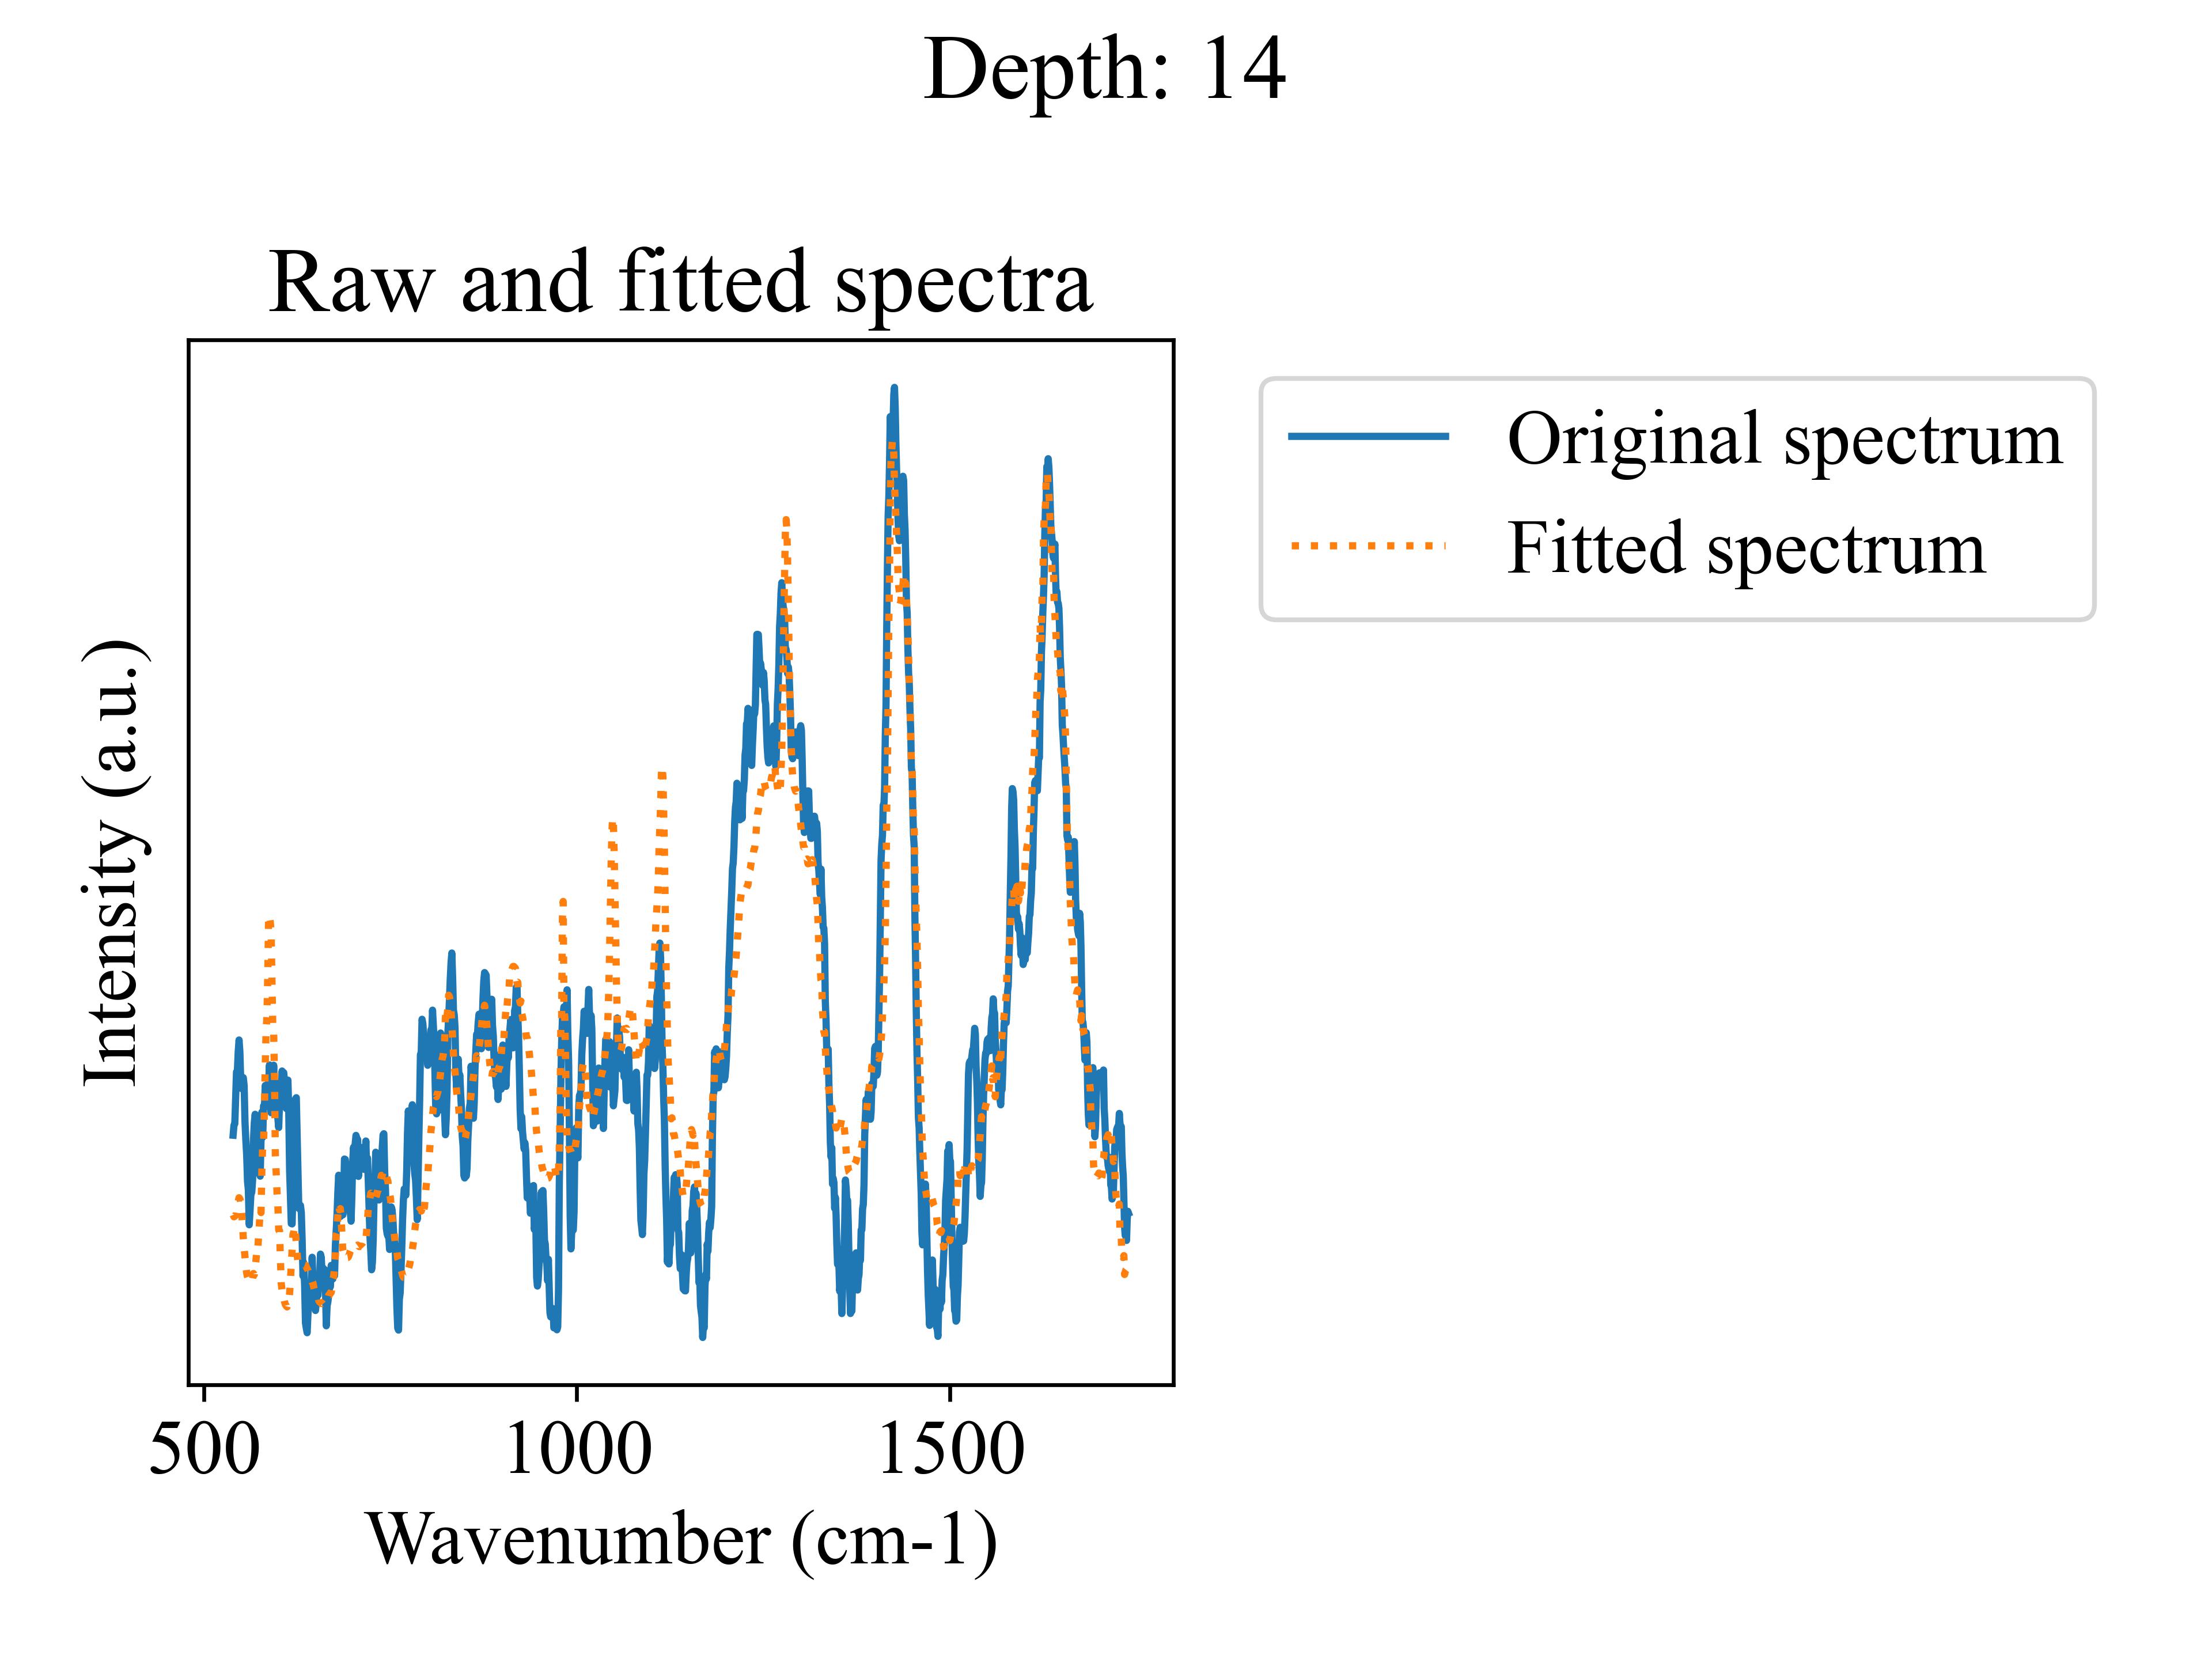 Depth: 14
Raw and fitted spectra
Original spectrum
Fitted spectrum
Intensity (a.u.)
500 1000 1500
Wavenumber (cm-1)